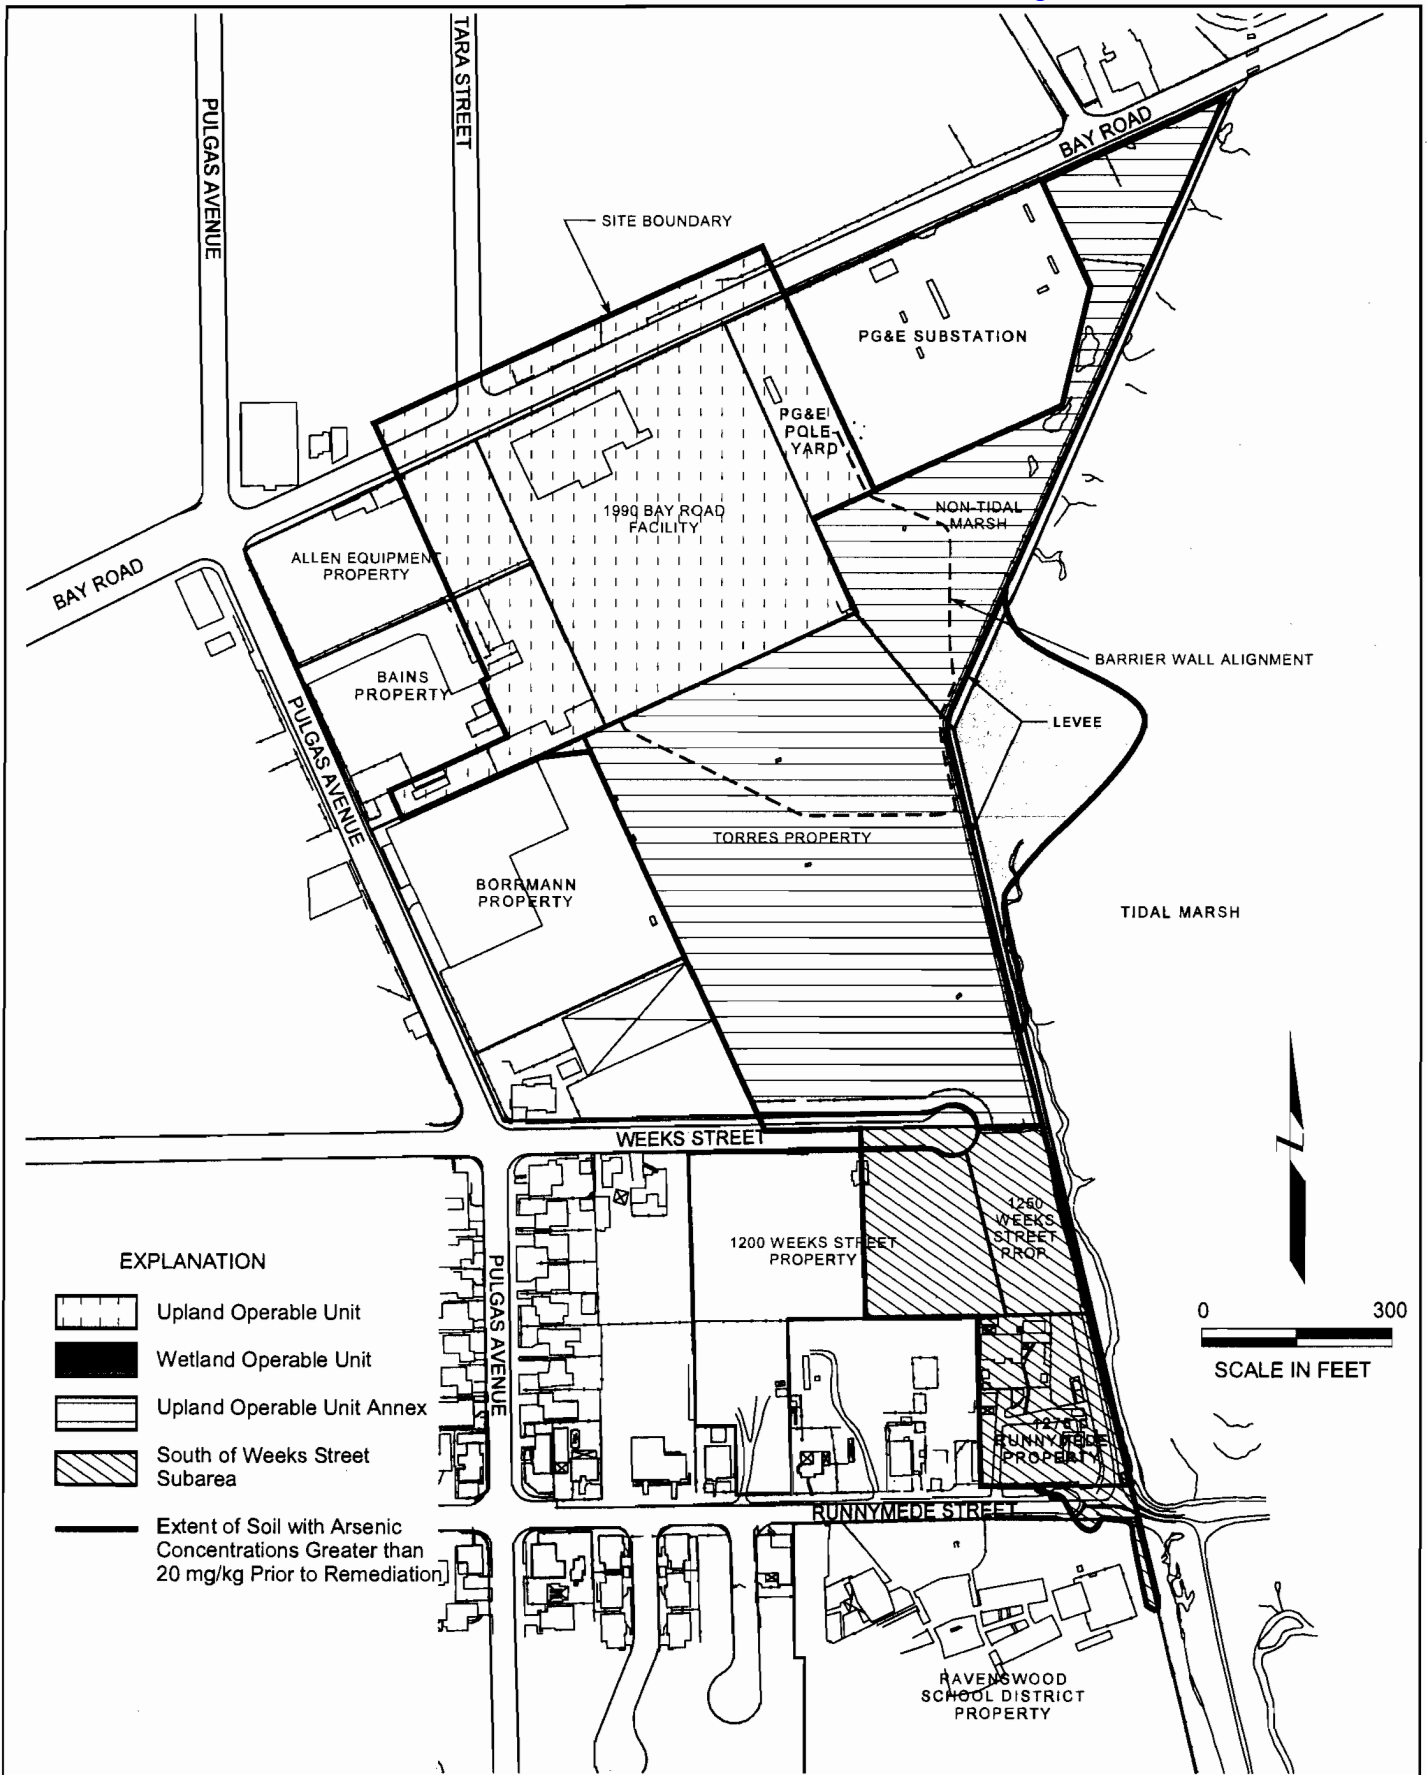 TARA STREET
PULGAS AVENUE
BAY ROAD
SITE BOUNDARY
PG&E SUBSTATION
PG&E
POLE
YARD
1990 BAY ROAD
FACILITY
NON-TIDAL
MARSH
ALLEN EQUIPMENT
PROPERTY
BAY ROAD
BARRIER WALL ALIGNMENT
BAINS
PROPERTY
LEVEE
PULGAS AVENUE
TORRES PROPERTY
BORRMANN
PROPERTY
TIDAL MARSH
WEEKS STREET
1250
WEEKS
STREET
PROP.
1200 WEEKS STREET
PROPERTY
Z
EXPLANATION
Upland Operable Unit
Wetland Operable Unit
Upland Operable Unit Annex
South of Weeks Street
Subarea
Extent of Soil with Arsenic
Concentrations Greater than
20 mg/kg Prior to Remediation
PULGAS AVENUE
0 300
SCALE IN FEET
RUNNYMEDE
PROPERTY
RUNNYMEDE STREET
RAVENSWOOD
SCHOOL DISTRICT
PROPERTY